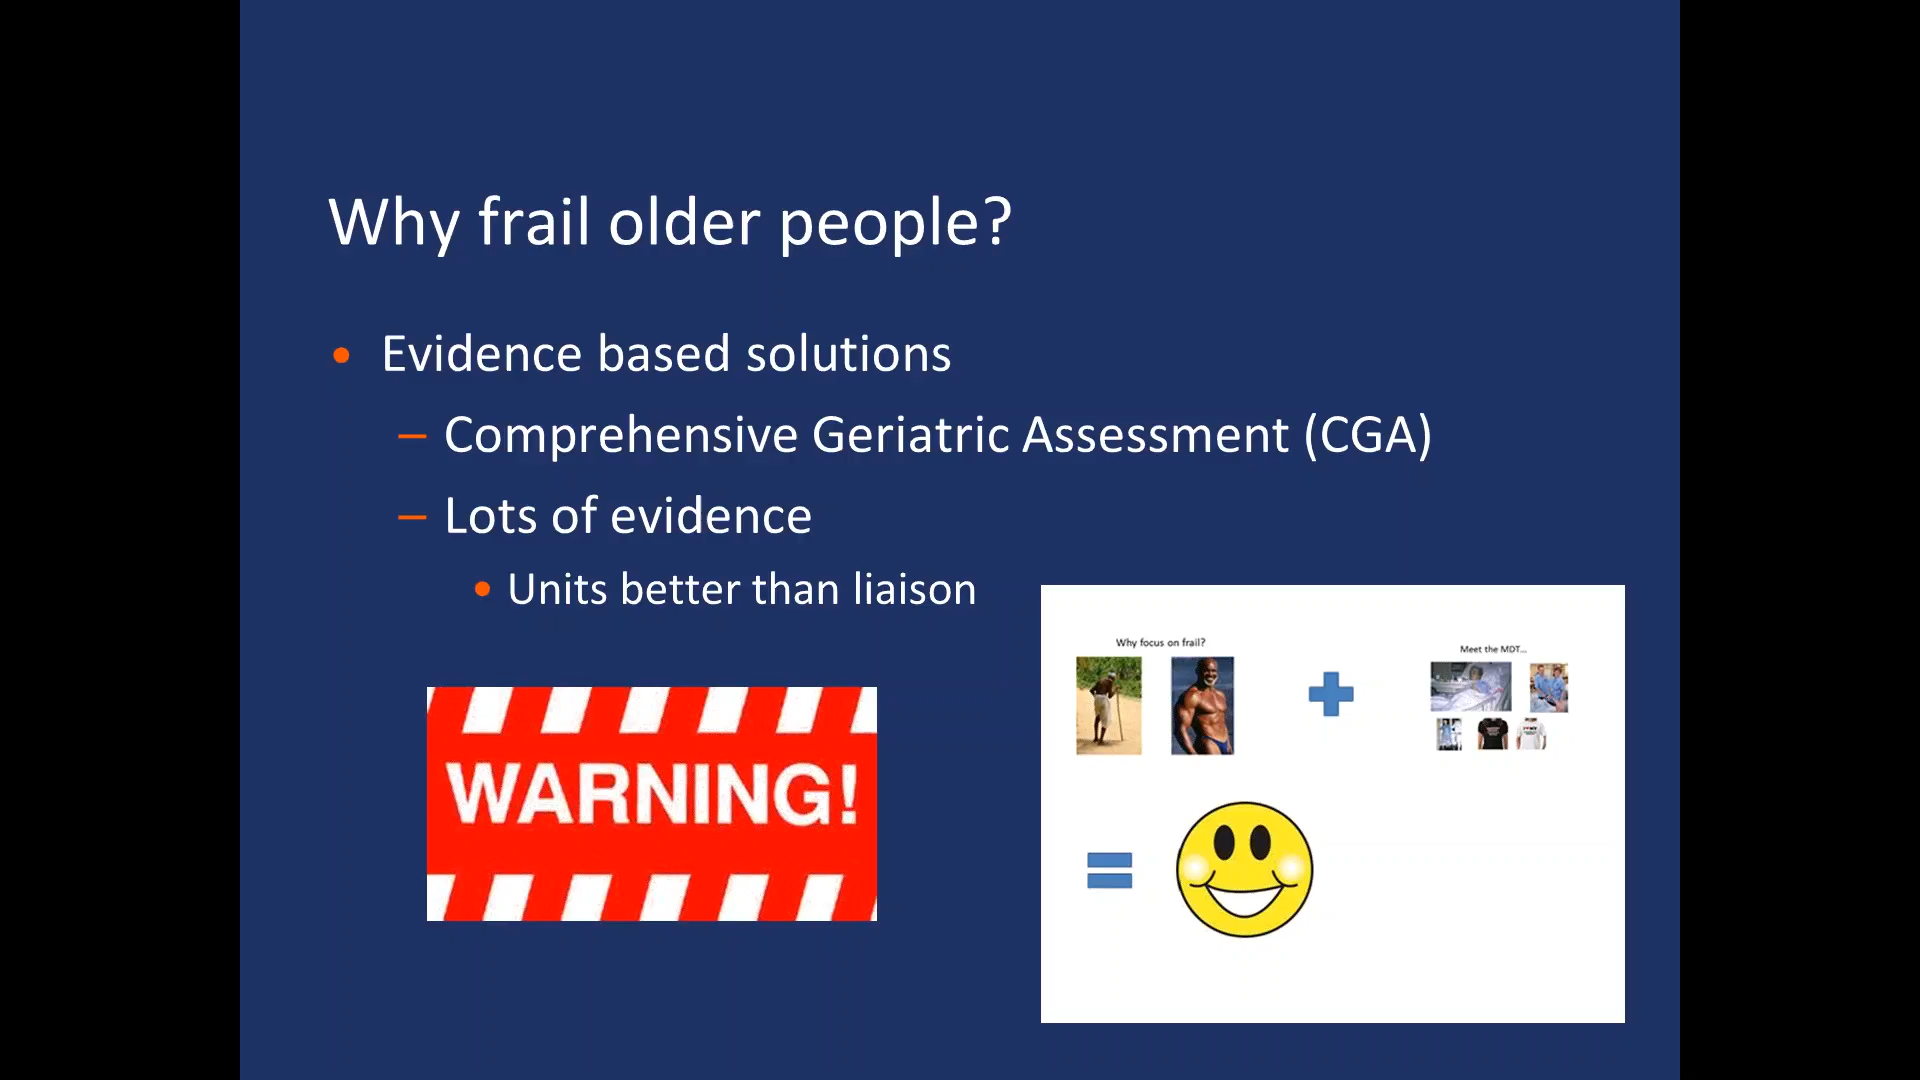 Why frail older people?
Evidence based solutions
Comprehensive Geriatric Assessment (CGA)
Lots of evidence
Units better than liaison
WARNING!
Why focus on frail?
Meet the MDT...